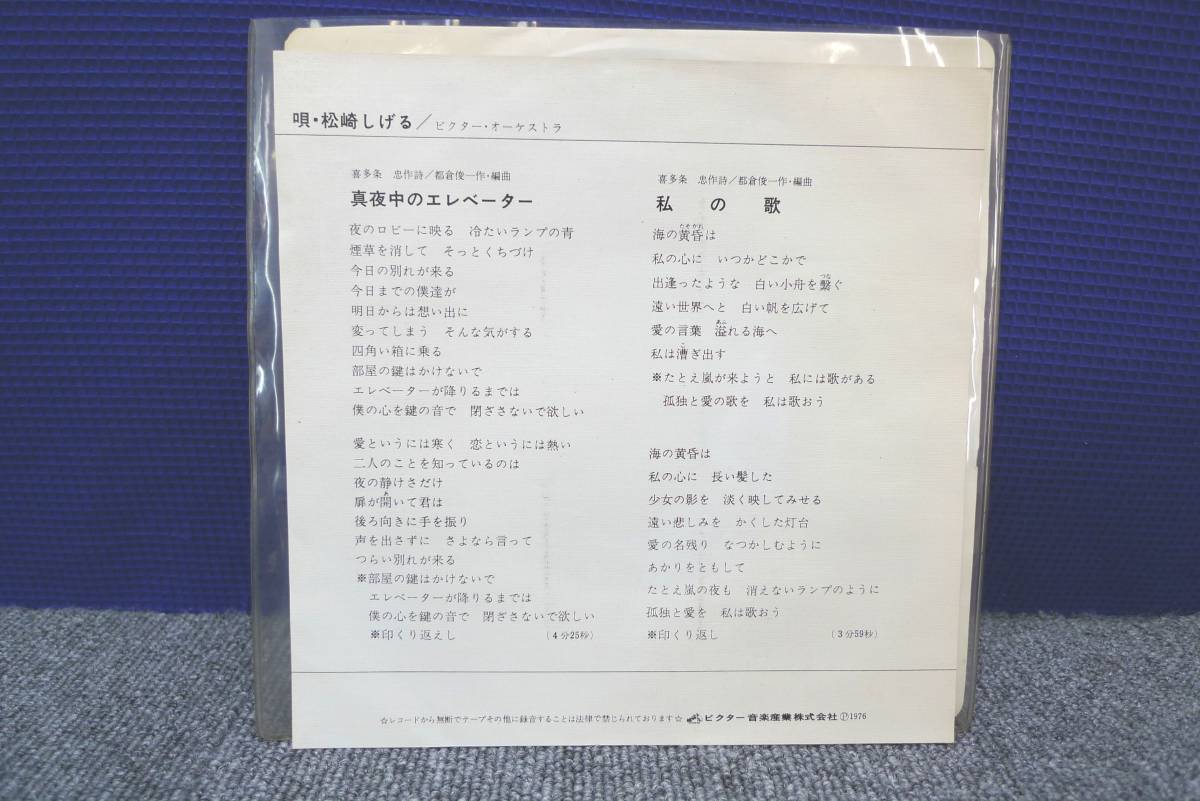 唄・松崎しげる／ビクター・オーケストラ
喜多条　忠作詩／都倉俊一作・編曲
真夜中のエレベーター
夜のロビーに映る　冷たいランプの青
煙草を消して　そっとくちづけ
今日の別れが来る
今日までの僕達が
明日からは想い出に
変ってしまう　そんな気がする
四角い箱に乗る
部屋の鍵はかけないで
エレベーターが降りるまでは
僕の心を鍵の音で　閉ざさないで欲しい
愛というには寒く　恋というには熱い
二人のことを知っているのは
夜の静けさだけ
扉が開いて君は
後ろ向きに手を振り
声を出さずに　さよなら言って
つらい別れが来る
※部屋の鍵はかけないで
エレベーターが降りるまでは
僕の心を鍵の音で　閉ざさないで欲しい
※印くり返えし　(4分25秒)
喜多条　忠作詩／都倉俊一作・編曲
私の歌
海の黄昏は
私の心に　いつかどこかで
出逢ったような　白い小舟を繫ぐ
遠い世界へと　白い帆を広げて
愛の言葉　溢れる海へ
私は漕ぎ出す
※たとえ嵐が来ようと　私には歌がある
孤独と愛の歌を　私は歌おう
海の黄昏は
私の心に　長い髪した
少女の影を　淡く映してみせる
遠い悲しみを　かくした灯台
愛の名残り　なつかしむように
あかりをともして
たとえ嵐の夜も　消えないランプのように
孤独と愛を　私は歌おう
※印くり返し　(3分59秒)
☆レコードから無断でテープその他に録音することは法律で禁じられております☆　ビクター音楽産業株式会社 Ⓟ1976